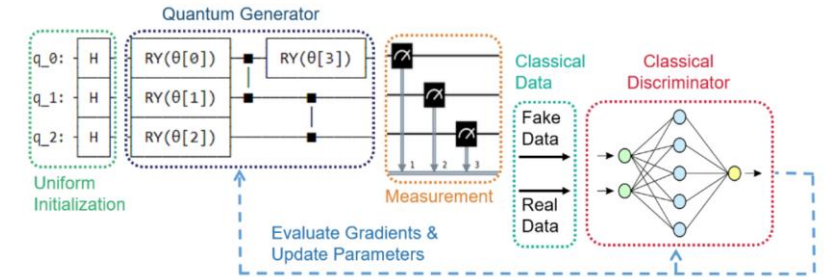 Quantum Generator
q_0: H RY(θ[0]) RY(θ[3])
q_1: H RY(θ[1])
q_2: H RY(θ[2])
1 2 3
Uniform
Initialization
Measurement
Classical
Data
Fake
Data
Real
Data
Classical
Discriminator
Evaluate Gradients &
Update Parameters